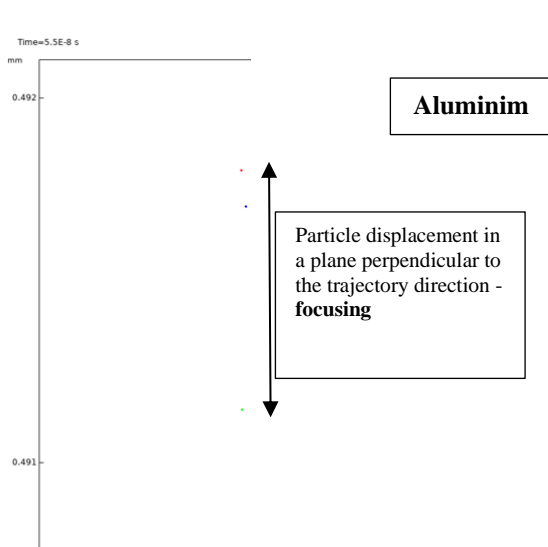 Time=5.5E-8 s
mm
0.492
Aluminim
Particle displacement in
a plane perpendicular to
the trajectory direction -
focusing
0.491